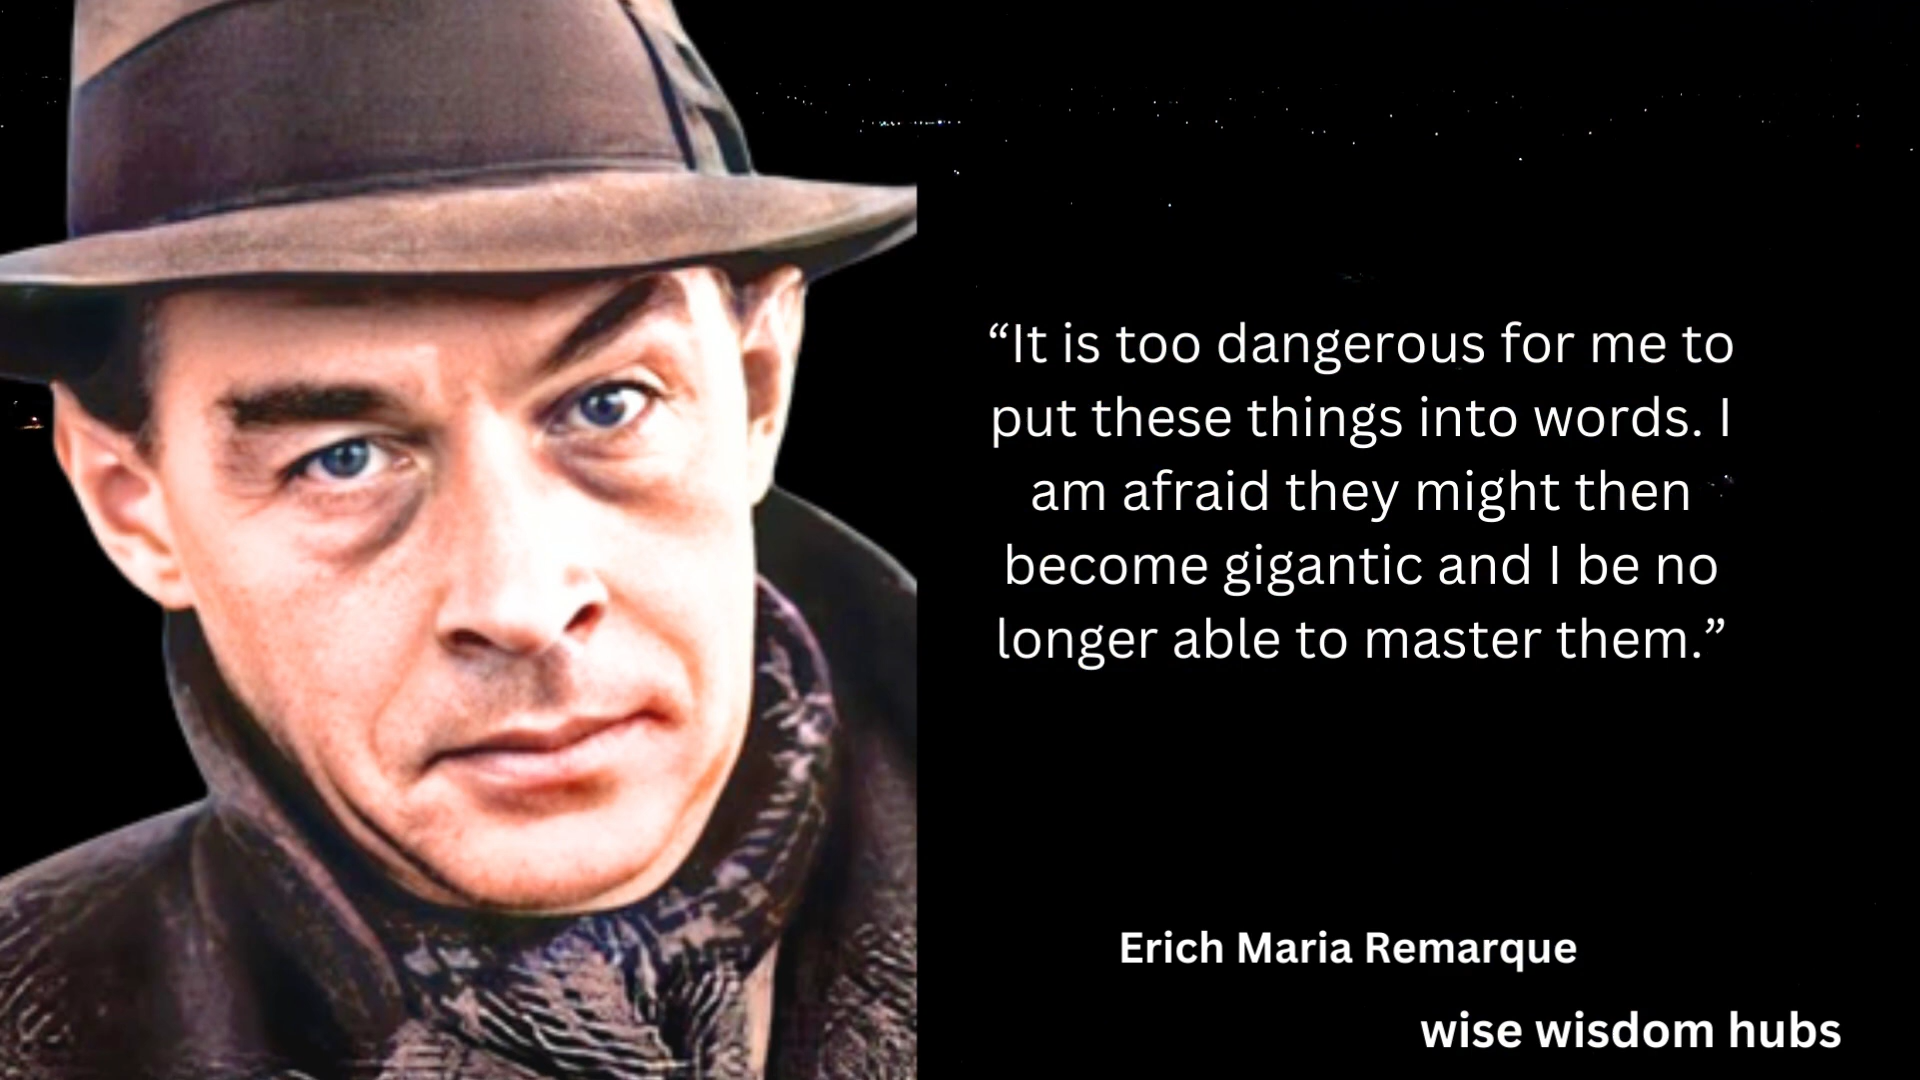 “It is too dangerous for me to
put these things into words. I
am afraid they might then
become gigantic and I be no
longer able to master them.”
Erich Maria Remarque
wise wisdom hubs